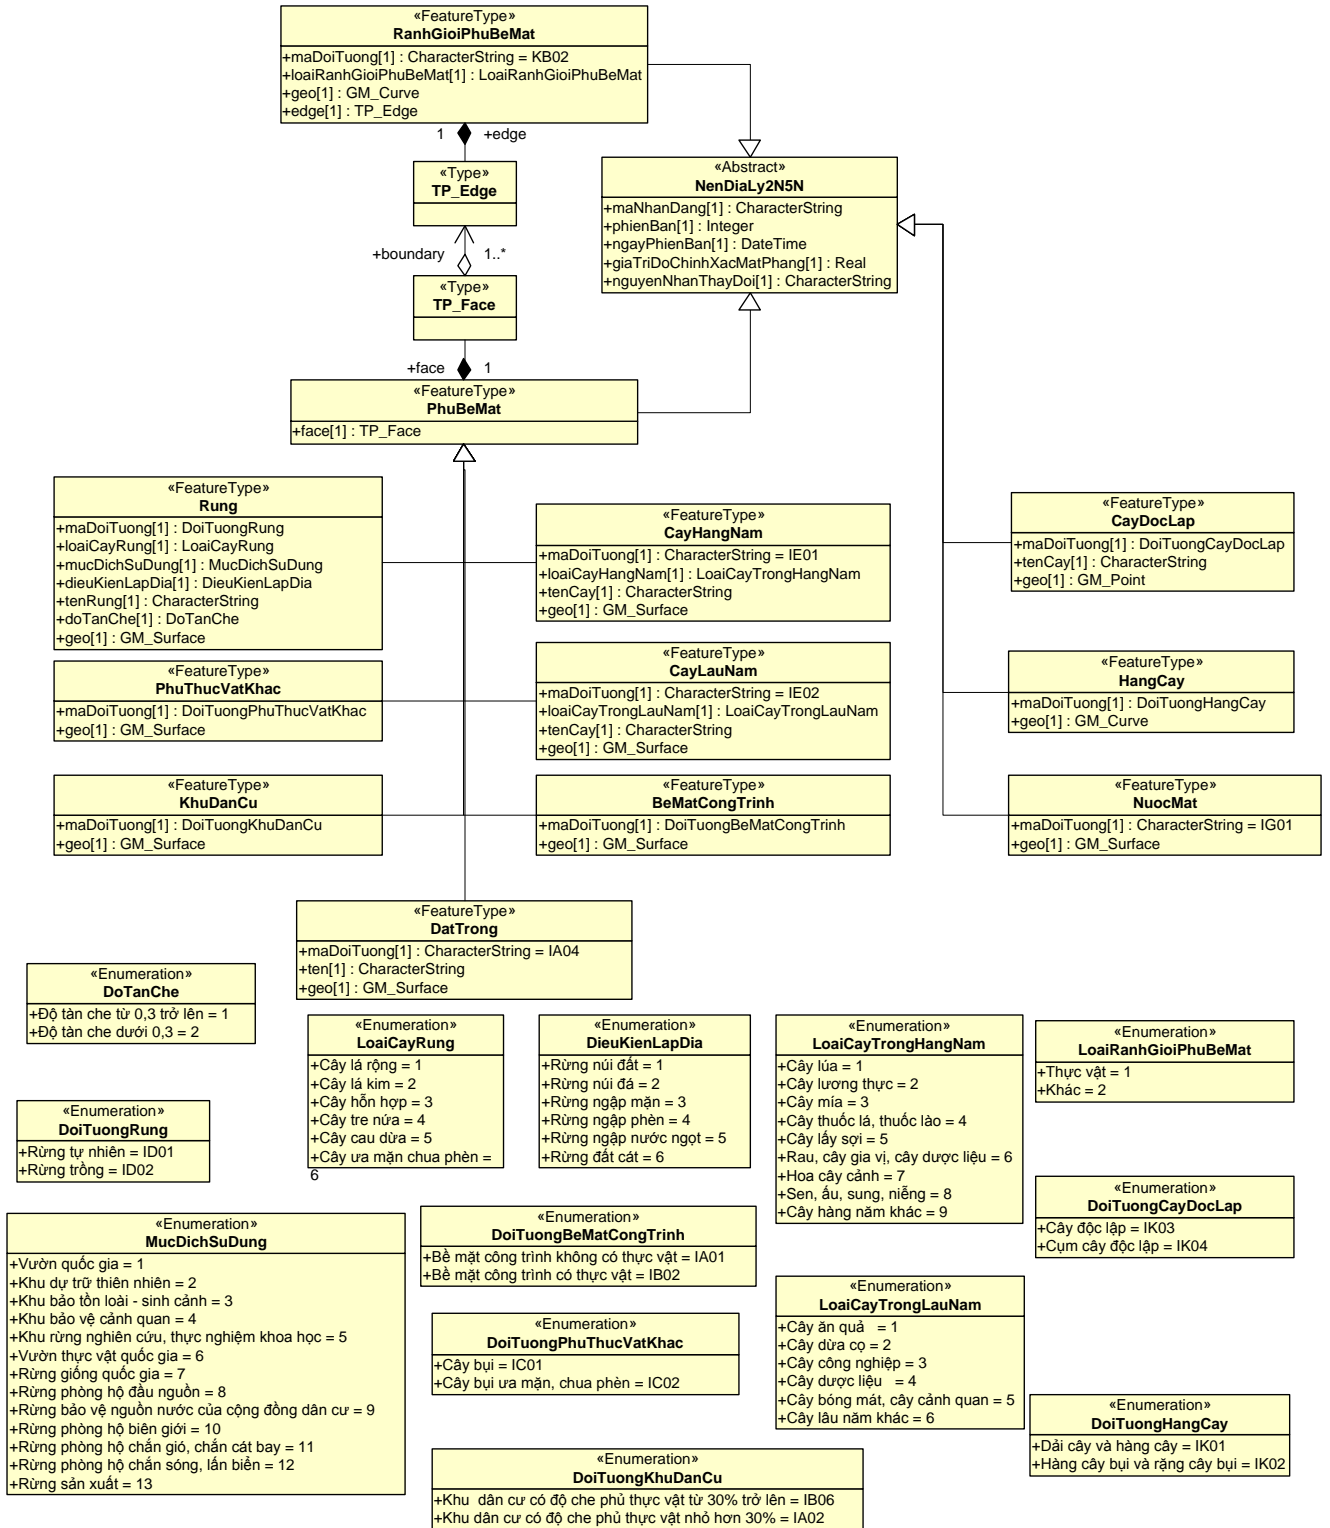 «FeatureType»
RanhGioiPhuBeMat
+maDoiTuong[1] : CharacterString = KB02
+loaiRanhGioiPhuBeMat[1] : LoaiRanhGioiPhuBeMat
+geo[1] : GM_Curve
+edge[1] : TP_Edge
1
+edge
«Type»
TP_Edge
+boundary
1..*
«Type»
TP_Face
+face
1
«Abstract»
NenDiaLy2N5N
+maNhanDang[1] : CharacterString
+phienBan[1] : Integer
+ngayPhienBan[1] : DateTime
+giaTriDoChinhXacMatPhang[1] : Real
+nguyenNhanThayDoi[1] : CharacterString
«FeatureType»
PhuBeMat
+face[1] : TP_Face
«FeatureType»
Rung
+maDoiTuong[1] : DoiTuongRung
+loaiCayRung[1] : LoaiCayRung
+mucDichSuDung[1] : MucDichSuDung
+dieuKienLapDia[1] : DieuKienLapDia
+tenRung[1] : CharacterString
+doTanChe[1] : DoTanChe
+geo[1] : GM_Surface
«FeatureType»
CayHangNam
+maDoiTuong[1] : CharacterString = IE01
+loaiCayHangNam[1] : LoaiCayTrongHangNam
+tenCay[1] : CharacterString
+geo[1] : GM_Surface
«FeatureType»
CayDocLap
+maDoiTuong[1] : DoiTuongCayDocLap
+tenCay[1] : CharacterString
+geo[1] : GM_Point
«FeatureType»
PhuThucVatKhac
+maDoiTuong[1] : DoiTuongPhuThucVatKhac
+geo[1] : GM_Surface
«FeatureType»
CayLauNam
+maDoiTuong[1] : CharacterString = IE02
+loaiCayTrongLauNam[1] : LoaiCayTrongLauNam
+tenCay[1] : CharacterString
+geo[1] : GM_Surface
«FeatureType»
HangCay
+maDoiTuong[1] : DoiTuongHangCay
+geo[1] : GM_Curve
«FeatureType»
KhuDanCu
+maDoiTuong[1] : DoiTuongKhuDanCu
+geo[1] : GM_Surface
«FeatureType»
BeMatCongTrinh
+maDoiTuong[1] : DoiTuongBeMatCongTrinh
+geo[1] : GM_Surface
«FeatureType»
NuocMat
+maDoiTuong[1] : CharacterString = IG01
+geo[1] : GM_Surface
«FeatureType»
DatTrong
+maDoiTuong[1] : CharacterString = IA04
+ten[1] : CharacterString
+geo[1] : GM_Surface
«Enumeration»
DoTanChe
+Độ tàn che từ 0,3 trở lên = 1
+Độ tàn che dưới 0,3 = 2
«Enumeration»
LoaiCayRung
+Cây lá rộng = 1
+Cây lá kim = 2
+Cây hỗn hợp = 3
+Cây tre nứa = 4
+Cây cau dừa = 5
+Cây ưa mặn chua phèn =
6
«Enumeration»
DieuKienLapDia
+Rừng núi đất = 1
+Rừng núi đá = 2
+Rừng ngập mặn = 3
+Rừng ngập phèn = 4
+Rừng ngập nước ngọt = 5
+Rừng đất cát = 6
«Enumeration»
LoaiCayTrongHangNam
+Cây lúa = 1
+Cây lương thực = 2
+Cây mía = 3
+Cây thuốc lá, thuốc lào = 4
+Cây lấy sợi = 5
+Rau, cây gia vị, cây dược liệu = 6
+Hoa cây cảnh = 7
+Sen, ấu, sung, niễng = 8
+Cây hàng năm khác = 9
«Enumeration»
LoaiRanhGioiPhuBeMat
+Thực vật = 1
+Khác = 2
«Enumeration»
DoiTuongRung
+Rừng tự nhiên = ID01
+Rừng trồng = ID02
«Enumeration»
DoiTuongCayDocLap
+Cây độc lập = IK03
+Cụm cây độc lập = IK04
«Enumeration»
MucDichSuDung
+Vườn quốc gia = 1
+Khu dự trữ thiên nhiên = 2
+Khu bảo tồn loài - sinh cảnh = 3
+Khu bảo vệ cảnh quan = 4
+Khu rừng nghiên cứu, thực nghiệm khoa học = 5
+Vườn thực vật quốc gia = 6
+Rừng giống quốc gia = 7
+Rừng phòng hộ đầu nguồn = 8
+Rừng bảo vệ nguồn nước của cộng đồng dân cư = 9
+Rừng phòng hộ biên giới = 10
+Rừng phòng hộ chắn gió, chắn cát bay = 11
+Rừng phòng hộ chắn sóng, lấn biển = 12
+Rừng sản xuất = 13
«Enumeration»
DoiTuongBeMatCongTrinh
+Bề mặt công trình không có thực vật = IA01
+Bề mặt công trình có thực vật = IB02
«Enumeration»
DoiTuongPhuThucVatKhac
+Cây bụi = IC01
+Cây bụi ưa mặn, chua phèn = IC02
«Enumeration»
LoaiCayTrongLauNam
+Cây ăn quả = 1
+Cây dừa cọ = 2
+Cây công nghiệp = 3
+Cây dược liệu = 4
+Cây bóng mát, cây cảnh quan = 5
+Cây lâu năm khác = 6
«Enumeration»
DoiTuongHangCay
+Dải cây và hàng cây = IK01
+Hàng cây bụi và rặng cây bụi = IK02
«Enumeration»
DoiTuongKhuDanCu
+Khu dân cư có độ che phủ thực vật từ 30% trở lên = IB06
+Khu dân cư có độ che phủ thực vật nhỏ hơn 30% = IA02